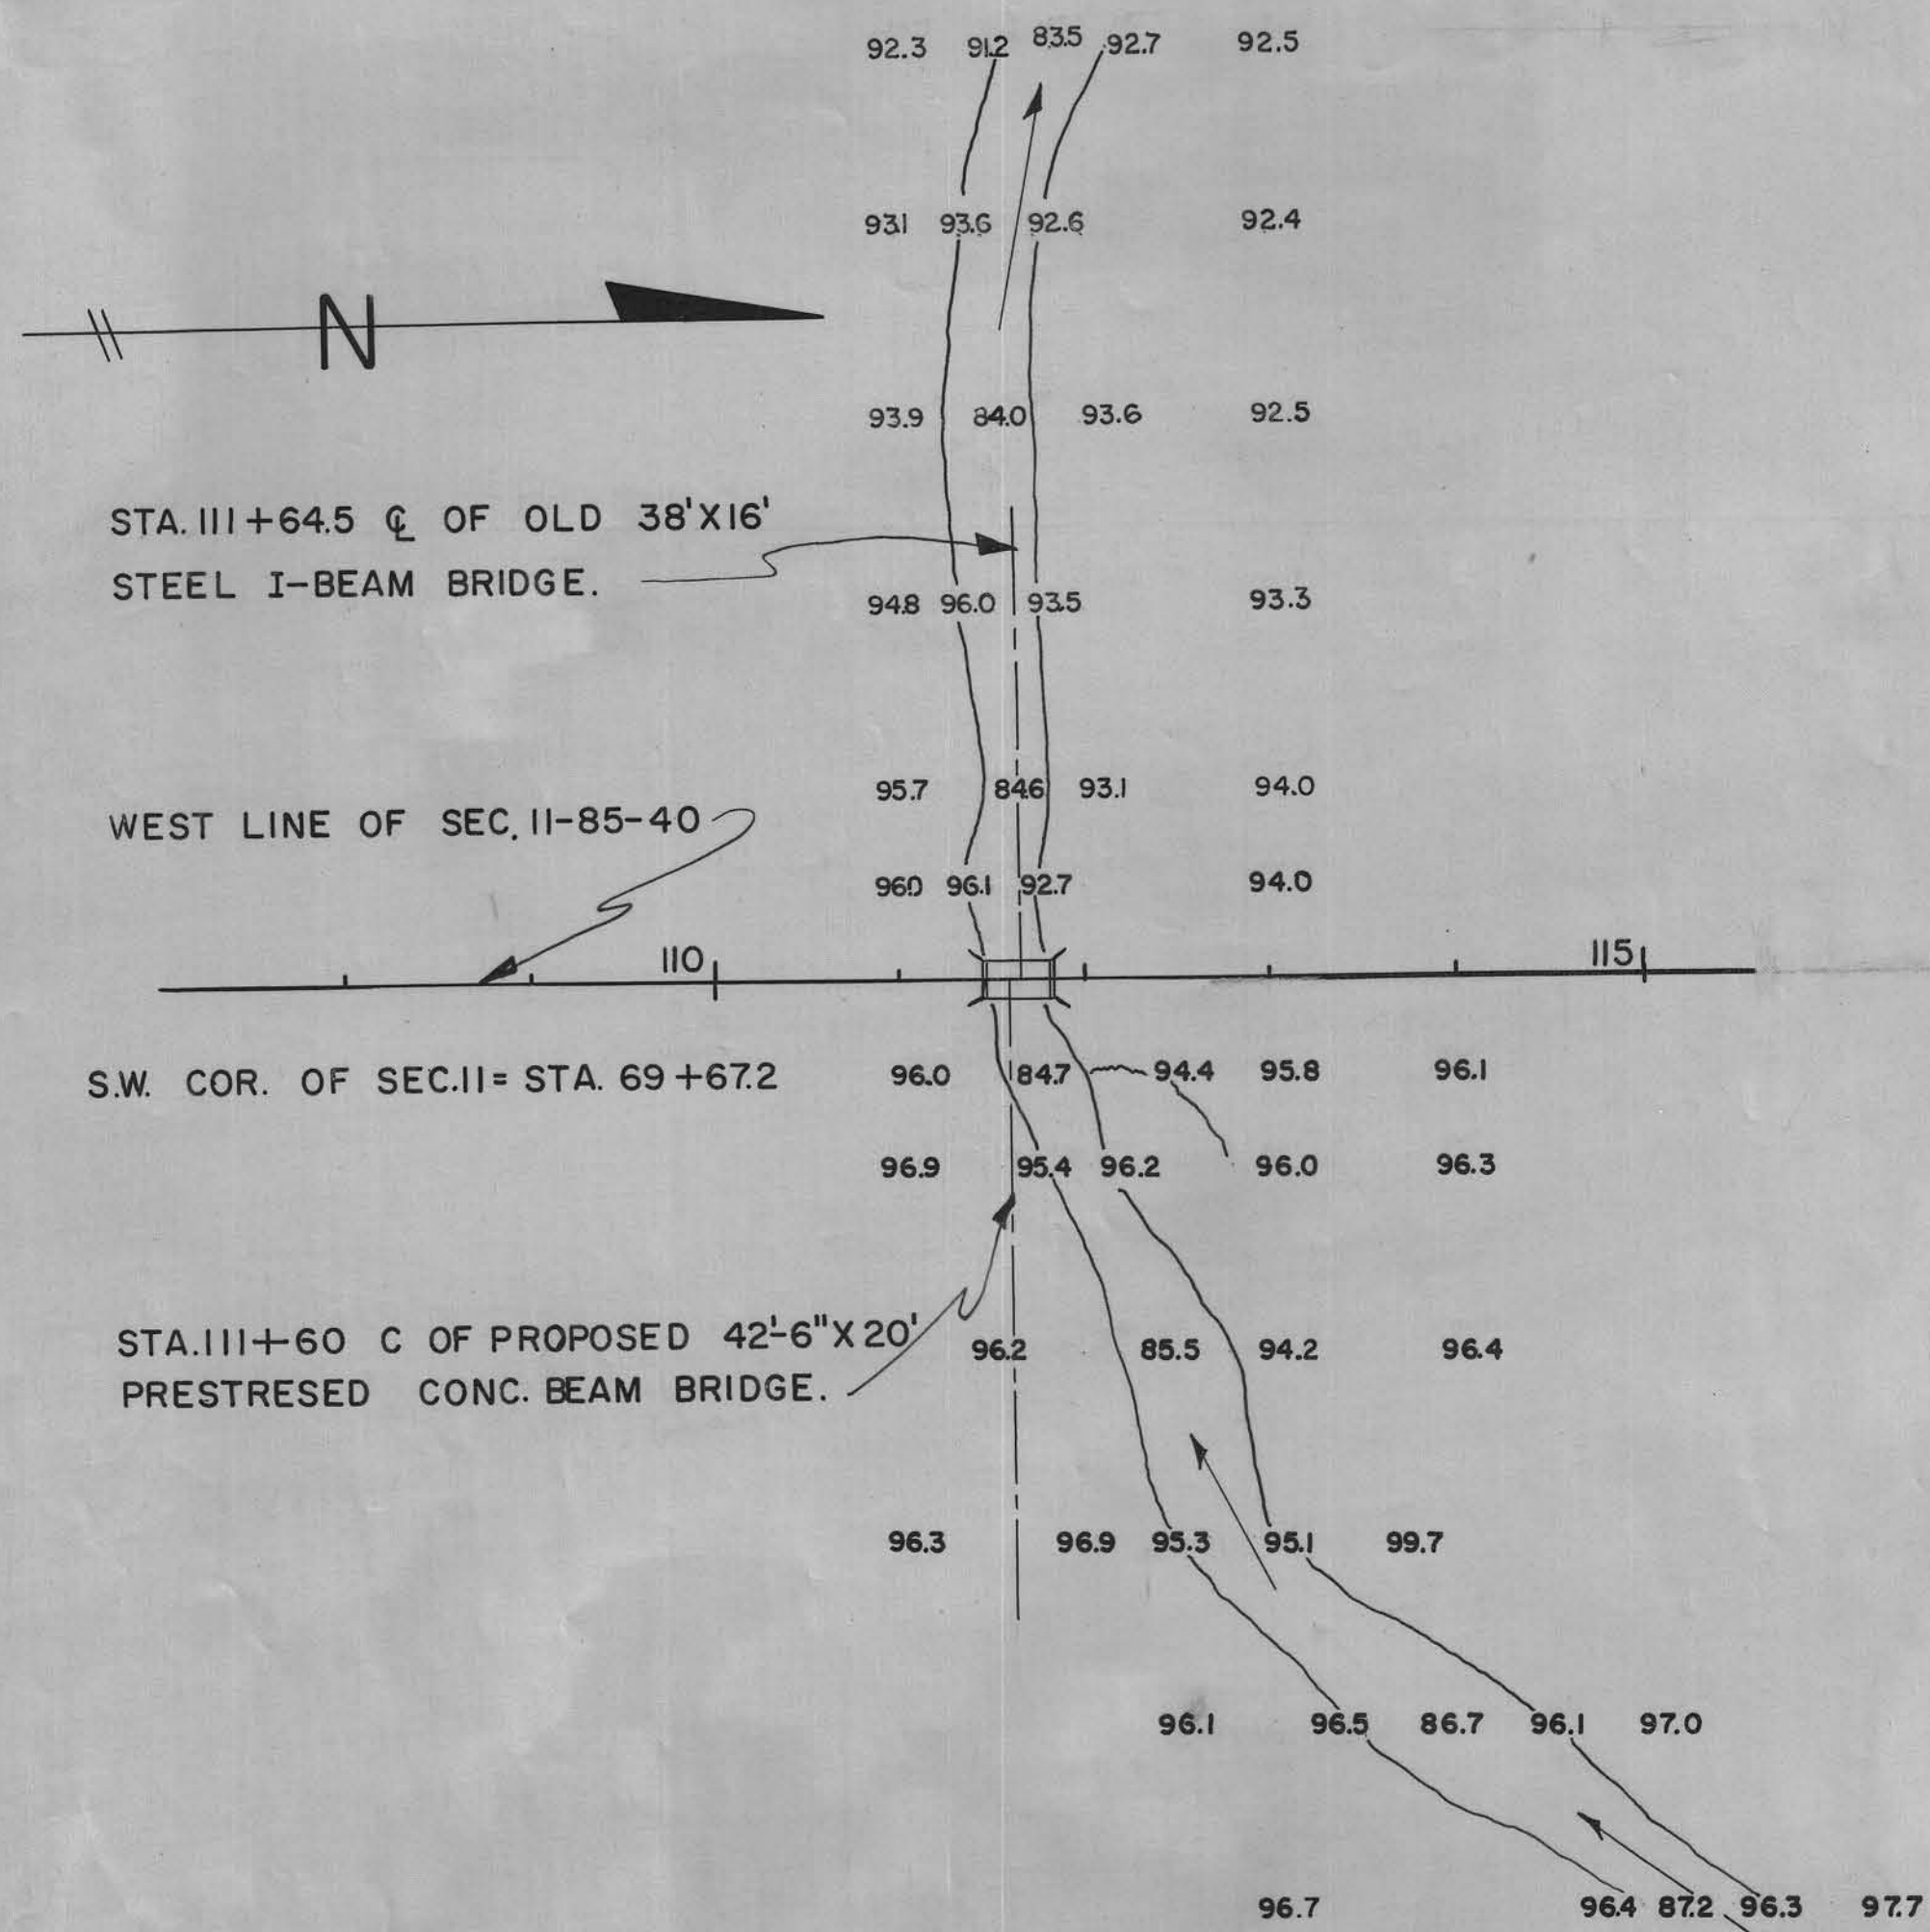 92.3 91.2 83.5 92.7 92.5
93.1 93.6 92.6 92.4
N
93.9 84.0 93.6 92.5
STA. 111+64.5 ℄ OF OLD 38'X16'
STEEL I-BEAM BRIDGE.
94.8 96.0 93.5 93.3
95.7 84.6 93.1 94.0
WEST LINE OF SEC. 11-85-40
96.0 96.1 92.7 94.0
110 115
S.W. COR. OF SEC.11= STA. 69+67.2
96.0 84.7 94.4 95.8 96.1
96.9 95.4 96.2 96.0 96.3
STA.111+60 C OF PROPOSED 42'-6"X20'
PRESTRESED CONC. BEAM BRIDGE.
96.2 85.5 94.2 96.4
96.3 96.9 95.3 95.1 99.7
96.1 96.5 86.7 96.1 97.0
96.7 96.4 87.2 96.3 97.7